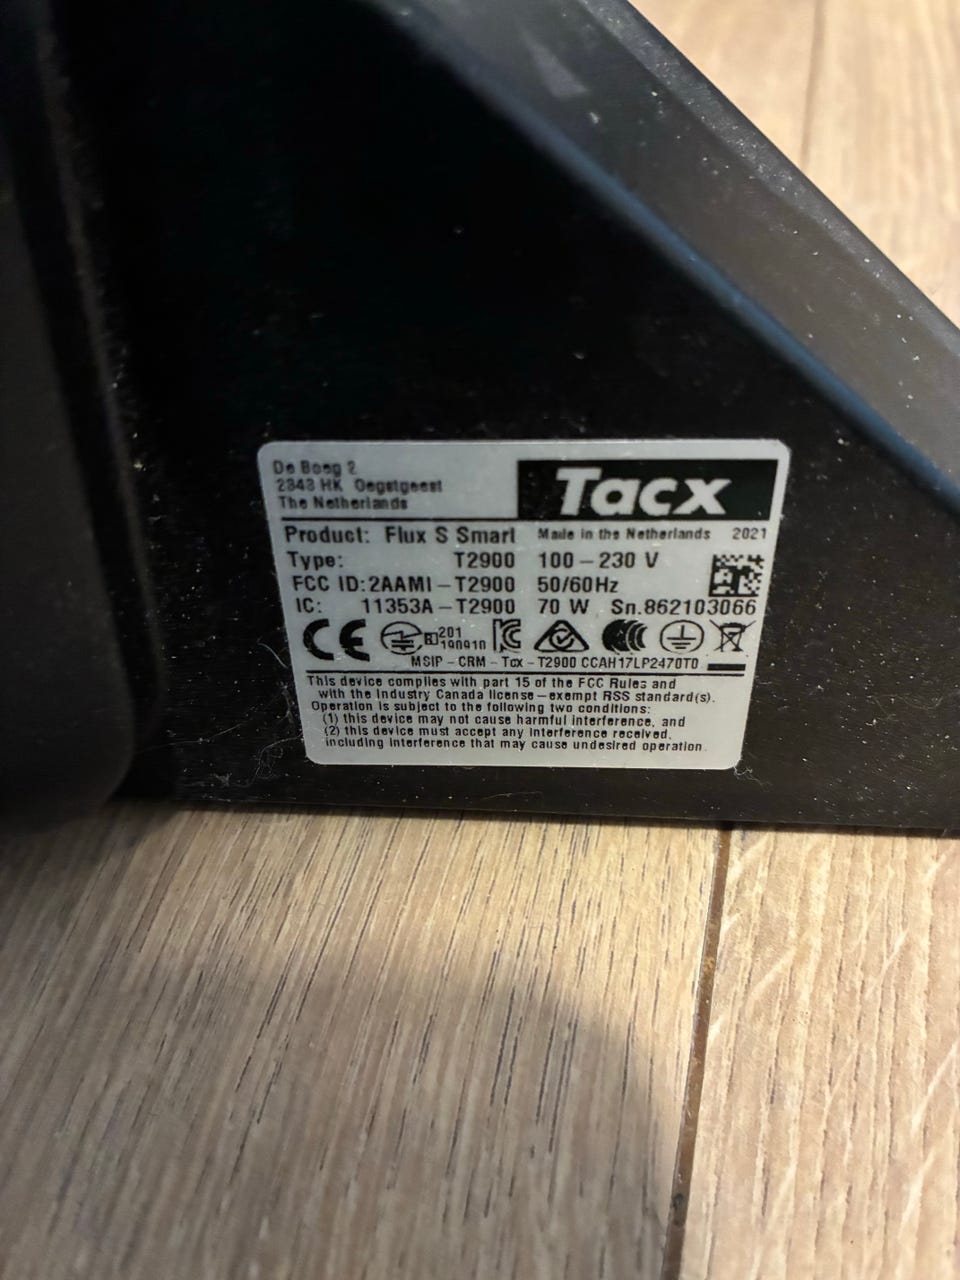 De Boeg 2
2343 HK Oegstgeest
The Netherlands
Tacx
Product: Flux S Smart Made in the Netherlands 2021
Type: T2900 100 – 230 V
FCC ID: 2AAMI – T2900 50/60Hz
IC: 11353A – T2900 70 W Sn.862103066
CE R 201 190910
MSIP – CRM – Tcx – T2900 CCAH17LP2470T0
This device complies with part 15 of the FCC Rules and
with the Industry Canada license – exempt RSS standard(s).
Operation is subject to the following two conditions:
(1) this device may not cause harmful interference, and
(2) this device must accept any interference received,
including interference that may cause undesired operation.